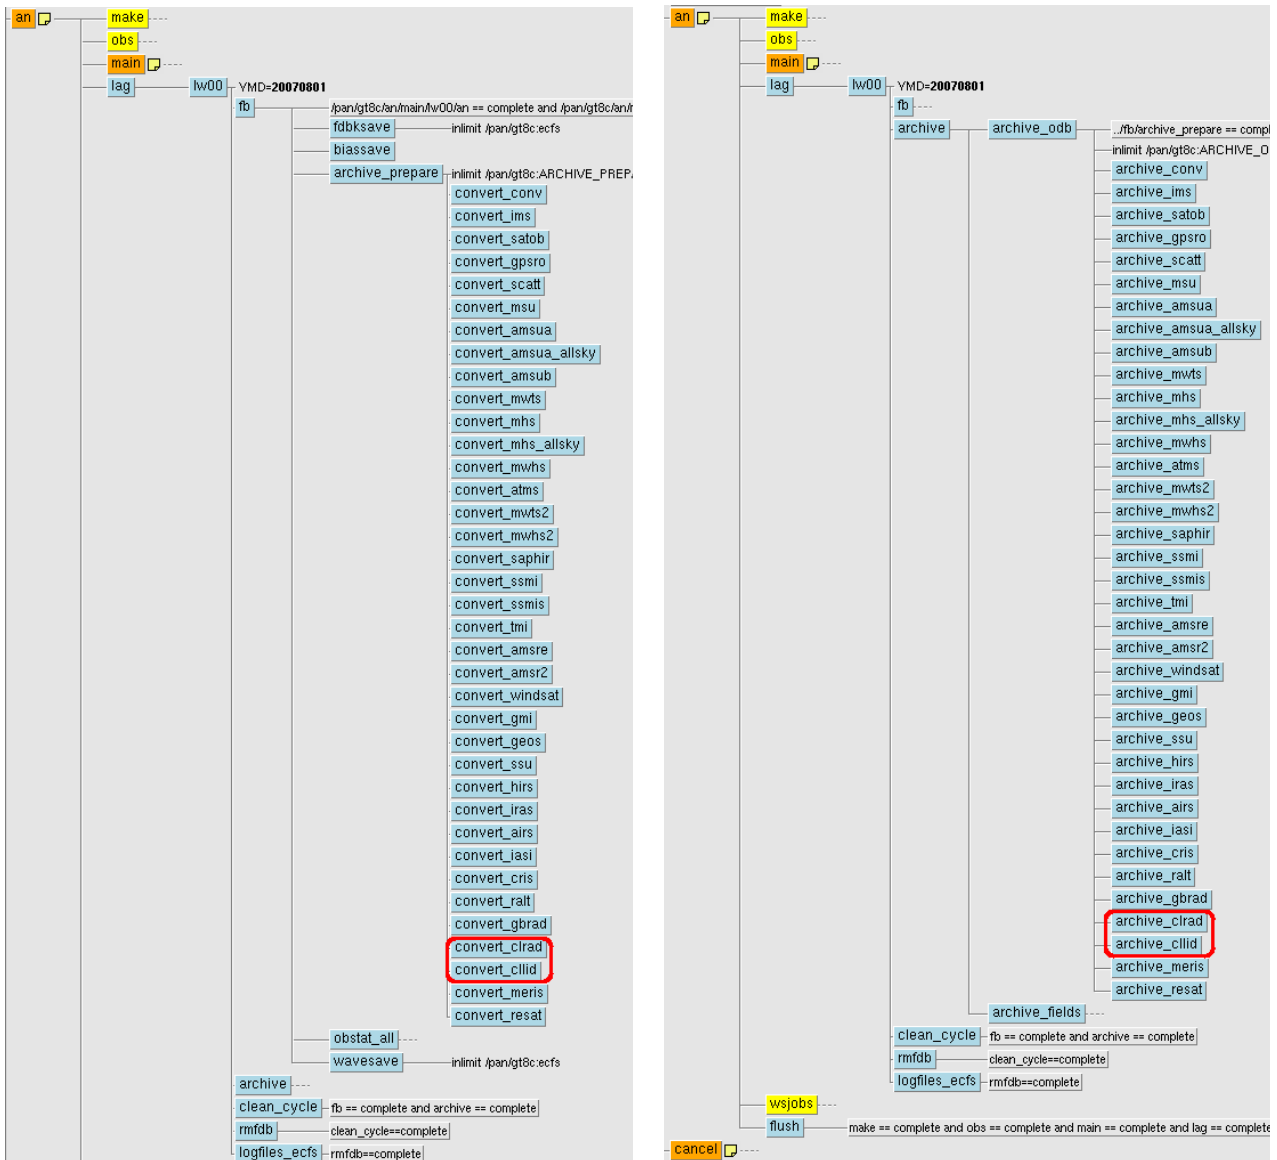 an
make
obs
main
lag
lw00
YMD=20070801
fb
/pan/gt8c/an/main/lw00/an == complete and /pan/gt8c/an/
fdbksave
inlimit /pan/gt8c:ecfs
biassave
archive_prepare
inlimit /pan/gt8c:ARCHIVE_PREP
convert_conv
convert_ims
convert_satob
convert_gpsro
convert_scatt
convert_msu
convert_amsua
convert_amsua_allsky
convert_amsub
convert_mwts
convert_mhs
convert_mhs_allsky
convert_mwhs
convert_atms
convert_mwts2
convert_mwhs2
convert_saphir
convert_ssmi
convert_ssmis
convert_tmi
convert_amsre
convert_amsr2
convert_windsat
convert_gmi
convert_geos
convert_ssu
convert_hirs
convert_iras
convert_airs
convert_iasi
convert_cris
convert_ralt
convert_gbrad
convert_clrad
convert_cllid
convert_meris
convert_resat
obstat_all
wavesave
inlimit /pan/gt8c:ecfs
archive
clean_cycle
fb == complete and archive == complete
rmfdb
clean_cycle==complete
logfiles_ecfs
rmfdb==complete
an
make
obs
main
lag
lw00
YMD=20070801
fb
archive
archive_odb
../fb/archive_prepare == compl
inlimit /pan/gt8c:ARCHIVE_O
archive_conv
archive_ims
archive_satob
archive_gpsro
archive_scatt
archive_msu
archive_amsua
archive_amsua_allsky
archive_amsub
archive_mwts
archive_mhs
archive_mhs_allsky
archive_mwhs
archive_atms
archive_mwts2
archive_mwhs2
archive_saphir
archive_ssmi
archive_ssmis
archive_tmi
archive_amsre
archive_amsr2
archive_windsat
archive_gmi
archive_geos
archive_ssu
archive_hirs
archive_iras
archive_airs
archive_iasi
archive_cris
archive_ralt
archive_gbrad
archive_clrad
archive_cllid
archive_meris
archive_resat
archive_fields
clean_cycle
fb == complete and archive == complete
rmfdb
clean_cycle==complete
logfiles_ecfs
rmfdb==complete
wsjobs
flush
make == complete and obs == complete and main == complete and lag == complete
cancel